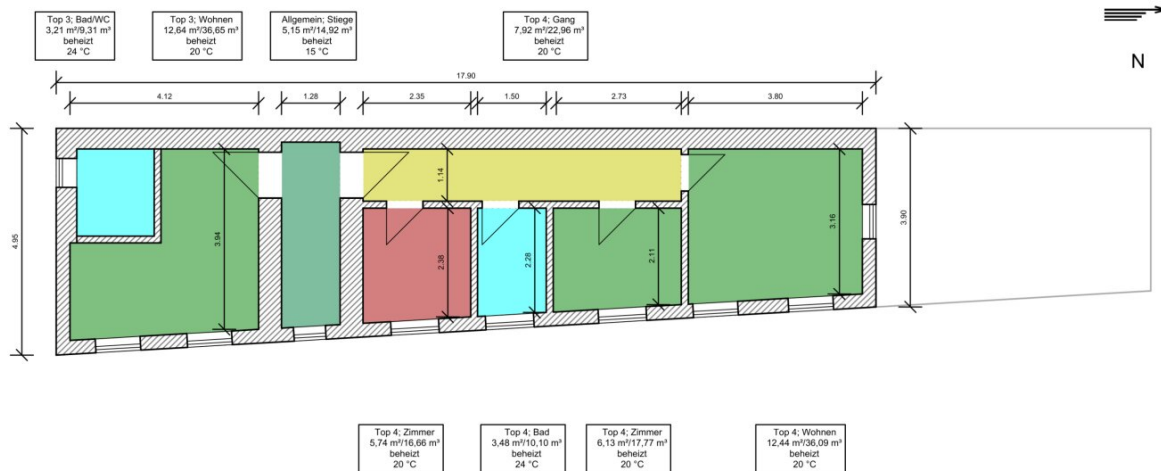 Top 3; Bad/WC
3,21 m²/9,31 m³
beheizt
24 °C
Top 3; Wohnen
12,64 m²/36,65 m³
beheizt
20 °C
Allgemein; Stiege
5,15 m²/14,92 m³
beheizt
15 °C
Top 4; Gang
7,92 m²/22,96 m³
beheizt
20 °C
N
17.90
4.12
1.28
2.35
1.50
2.73
3.80
4.95
3.94
1.14
2.38
2.28
2.11
3.16
3.90
Top 4; Zimmer
5,74 m²/16,66 m³
beheizt
20 °C
Top 4; Bad
3,48 m²/10,10 m³
beheizt
24 °C
Top 4; Zimmer
6,13 m²/17,77 m³
beheizt
20 °C
Top 4; Wohnen
12,44 m²/36,09 m³
beheizt
20 °C